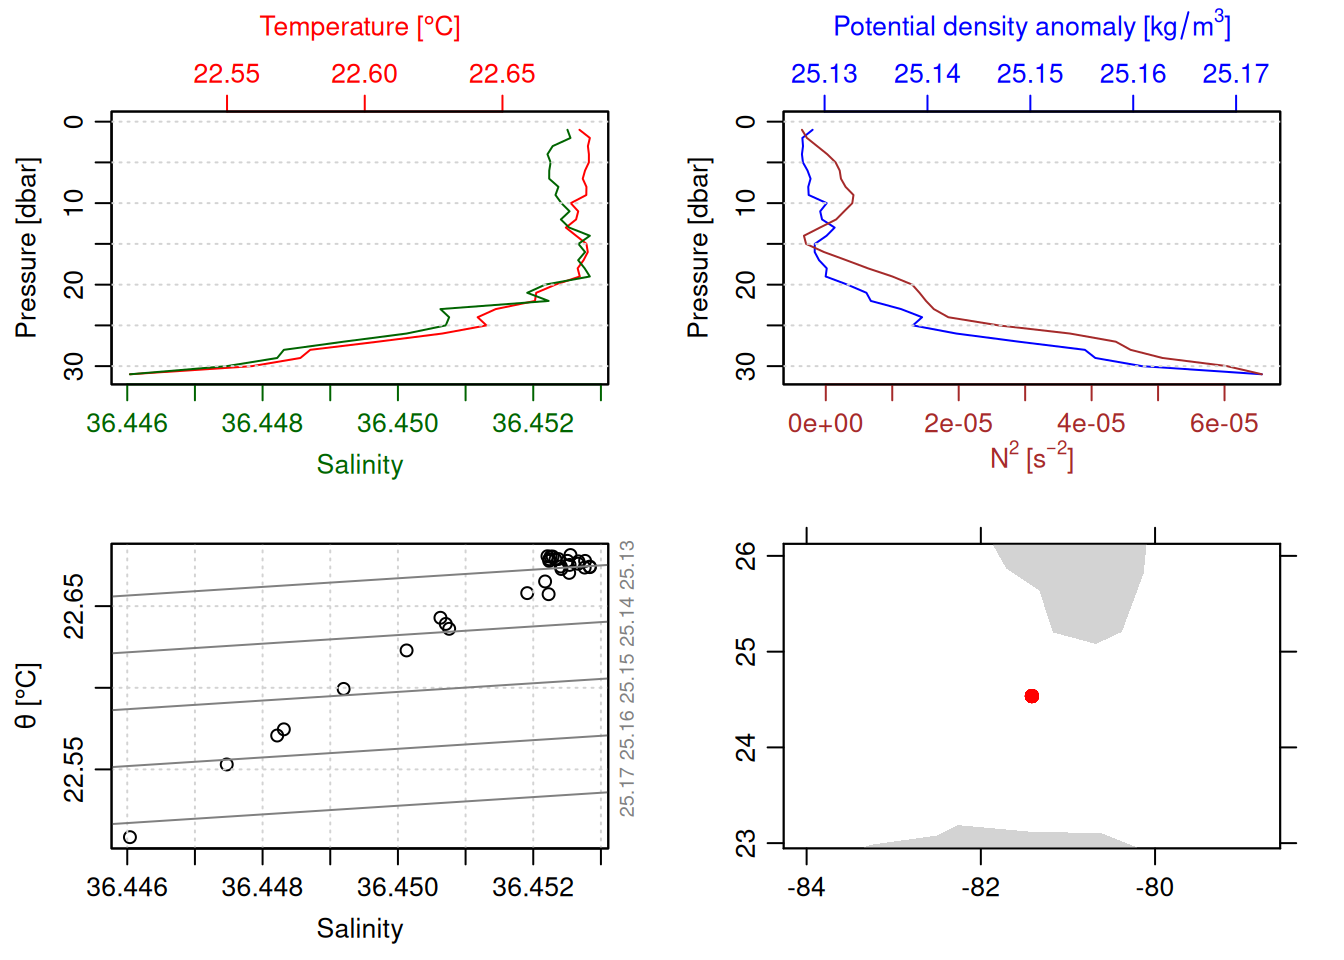 Temperature [°C]
22.55 22.60 22.65
0
10
20
30
Pressure [dbar]
36.446 36.448 36.450 36.452
Salinity
Potential density anomaly [kg/m³]
25.13 25.14 25.15 25.16 25.17
0
10
20
30
Pressure [dbar]
0e+00 2e-05 4e-05 6e-05
N² [s⁻²]
22.65
22.55
θ [°C]
25.17 25.16 25.15 25.14 25.13
36.446 36.448 36.450 36.452
Salinity
26
25
24
23
-84 -82 -80